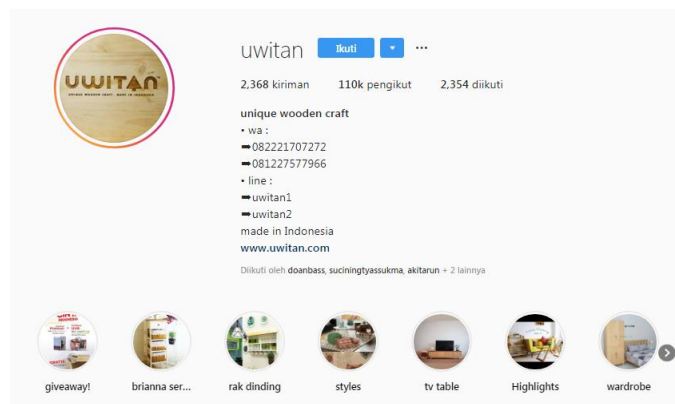 UWITAN
UNIQUE WOODEN CRAFT, MADE IN INDONESIA
uwitan Ikuti
2,368 kiriman 110k pengikut 2,354 diikuti
unique wooden craft
• wa :
➡082221707272
➡081227577966
• line :
➡uwitan1
➡uwitan2
made in Indonesia
www.uwitan.com
Diikuti oleh doanbass, suciningtyassukma, akitarun + 2 lainnya
giveaway! brianna ser... rak dinding styles tv table Highlights wardrobe